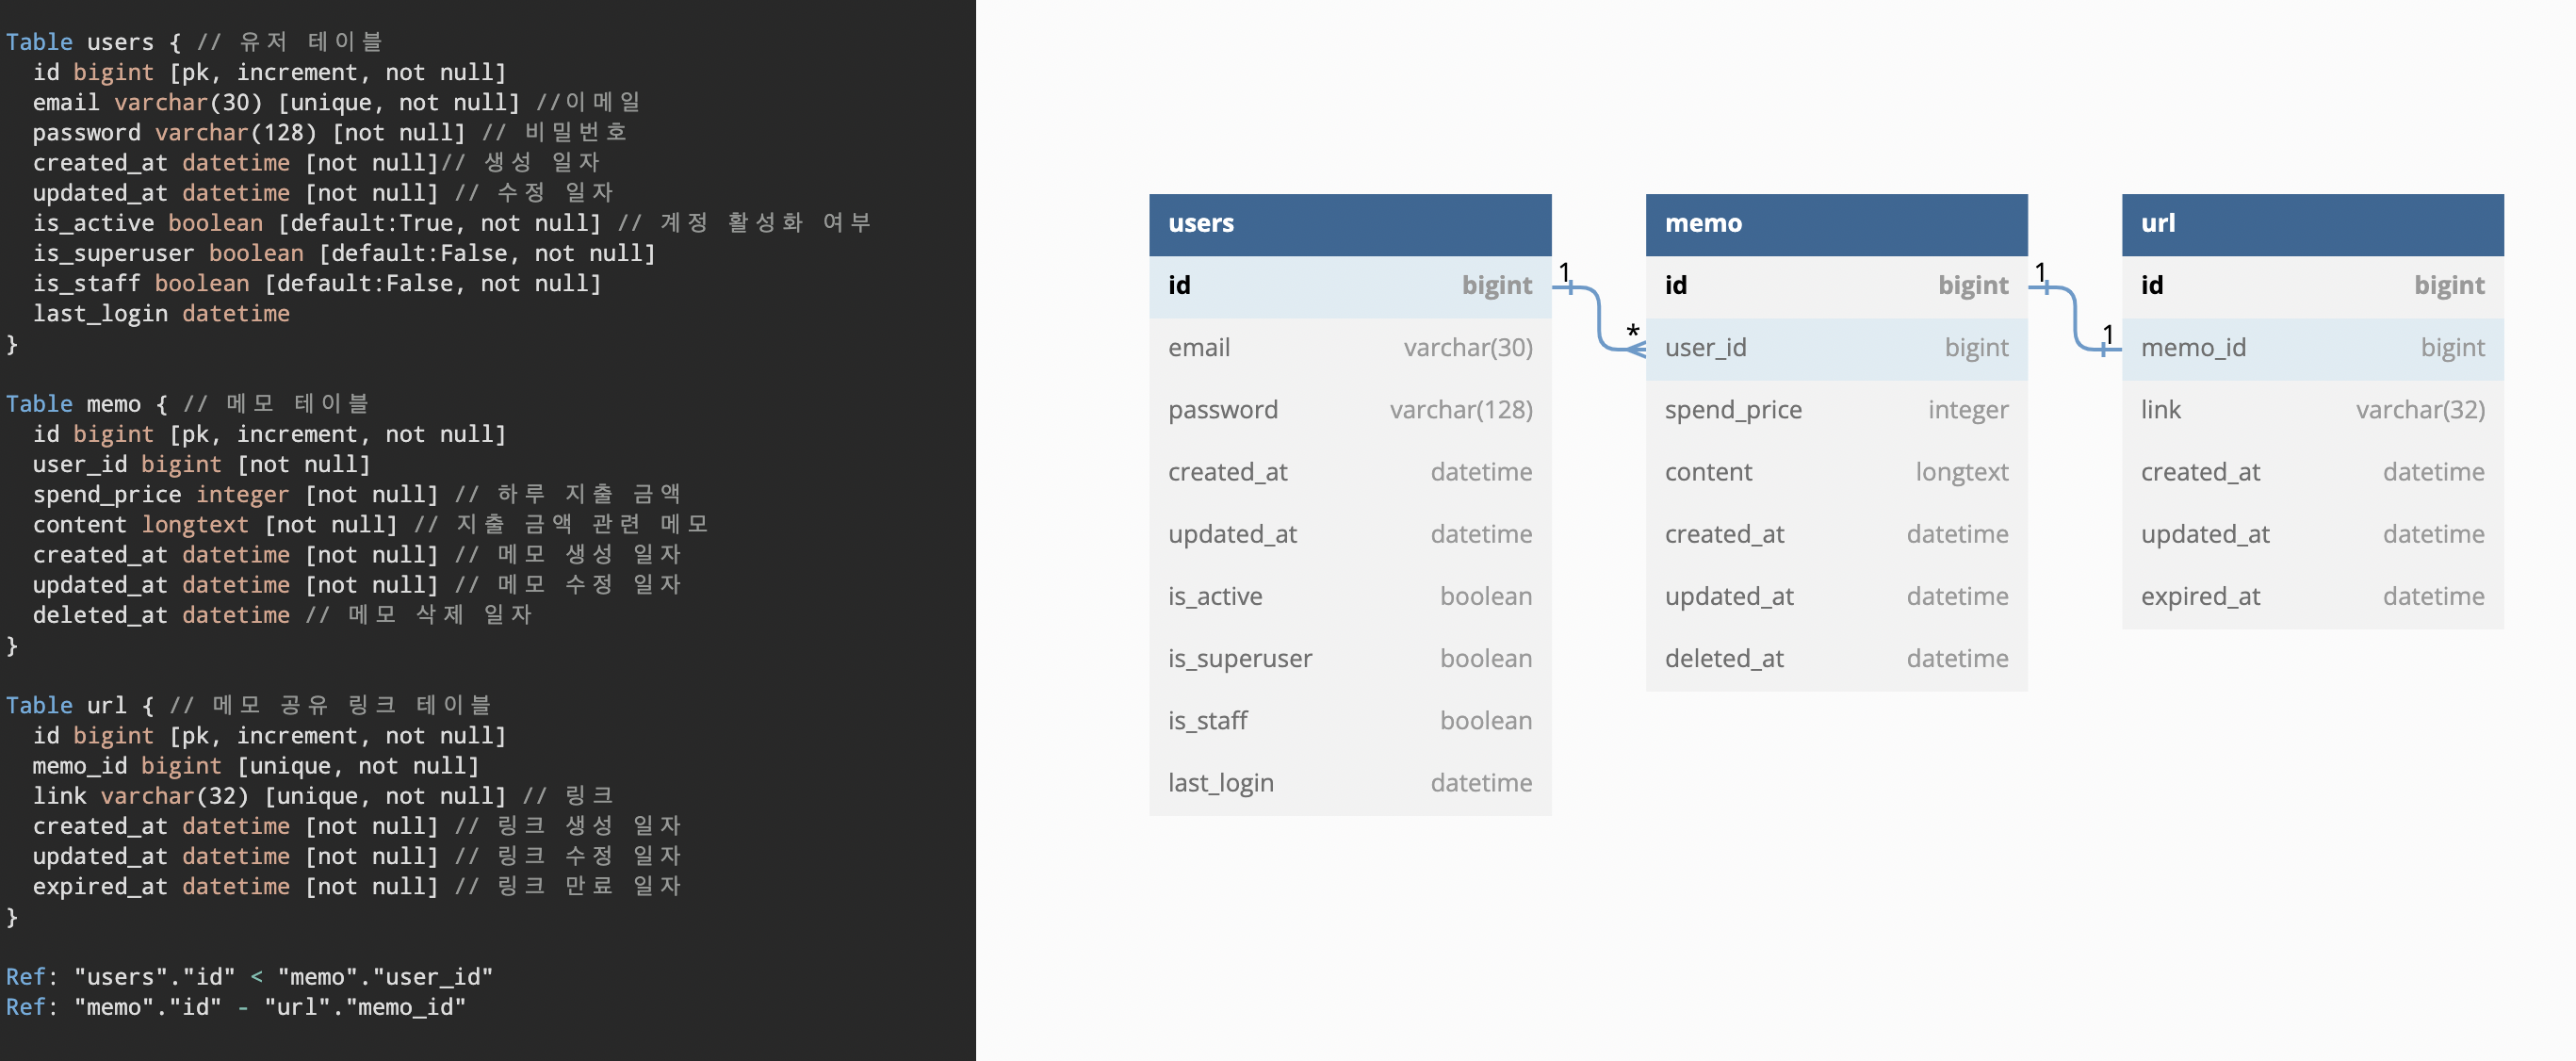 Table users { // 유저 테이블
  id bigint [pk, increment, not null]
  email varchar(30) [unique, not null] //이메일
  password varchar(128) [not null] // 비밀번호
  created_at datetime [not null]// 생성 일자
  updated_at datetime [not null] // 수정 일자
  is_active boolean [default:True, not null] // 계정 활성화 여부
  is_superuser boolean [default:False, not null]
  is_staff boolean [default:False, not null]
  last_login datetime
}
Table memo { // 메모 테이블
  id bigint [pk, increment, not null]
  user_id bigint [not null]
  spend_price integer [not null] // 하루 지출 금액
  content longtext [not null] // 지출 금액 관련 메모
  created_at datetime [not null] // 메모 생성 일자
  updated_at datetime [not null] // 메모 수정 일자
  deleted_at datetime // 메모 삭제 일자
}
Table url { // 메모 공유 링크 테이블
  id bigint [pk, increment, not null]
  memo_id bigint [unique, not null]
  link varchar(32) [unique, not null] // 링크
  created_at datetime [not null] // 링크 생성 일자
  updated_at datetime [not null] // 링크 수정 일자
  expired_at datetime [not null] // 링크 만료 일자
}
Ref: "users"."id" < "memo"."user_id"
Ref: "memo"."id" - "url"."memo_id"
users
id bigint
email varchar(30)
password varchar(128)
created_at datetime
updated_at datetime
is_active boolean
is_superuser boolean
is_staff boolean
last_login datetime
1
*
memo
id bigint
user_id bigint
spend_price integer
content longtext
created_at datetime
updated_at datetime
deleted_at datetime
1
1
url
id bigint
memo_id bigint
link varchar(32)
created_at datetime
updated_at datetime
expired_at datetime